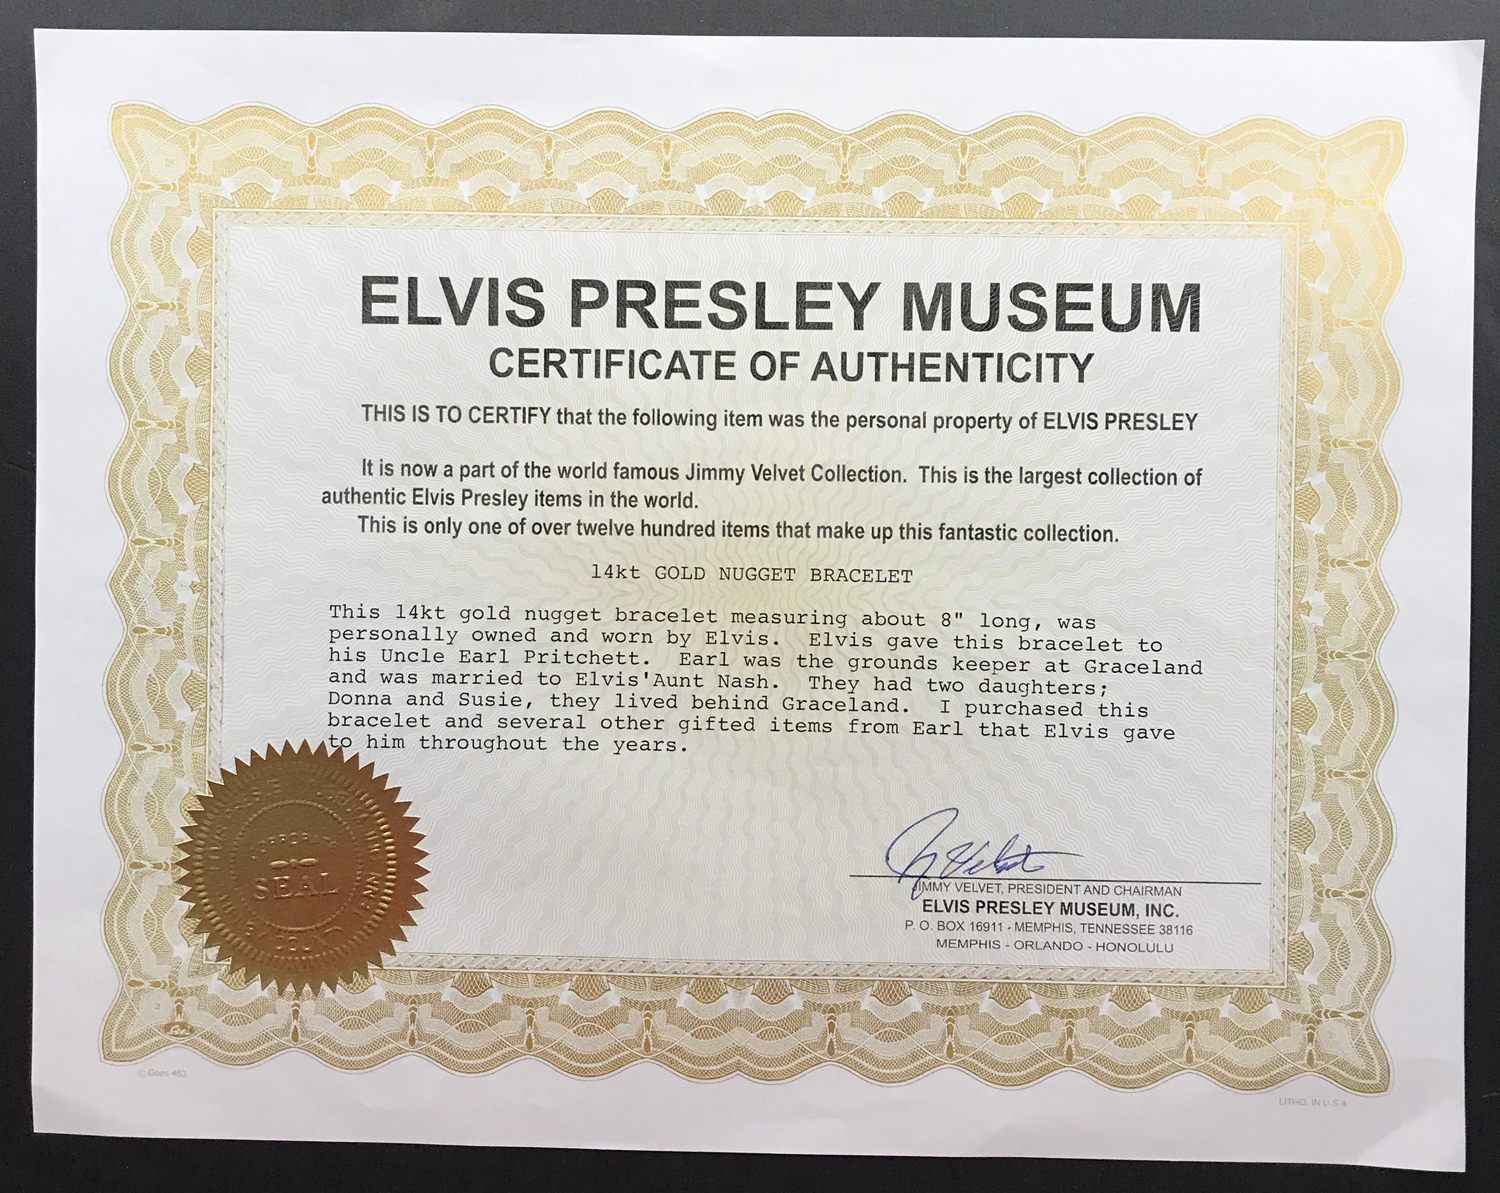 ELVIS PRESLEY MUSEUM
CERTIFICATE OF AUTHENTICITY
THIS IS TO CERTIFY that the following item was the personal property of ELVIS PRESLEY
It is now a part of the world famous Jimmy Velvet Collection. This is the largest collection of
authentic Elvis Presley items in the world.
This is only one of over twelve hundred items that make up this fantastic collection.
14kt GOLD NUGGET BRACELET
This 14kt gold nugget bracelet measuring about 8" long, was
personally owned and worn by Elvis. Elvis gave this bracelet to
his Uncle Earl Pritchett. Earl was the grounds keeper at Graceland
and was married to Elvis'Aunt Nash. They had two daughters;
Donna and Susie, they lived behind Graceland. I purchased this
bracelet and several other gifted items from Earl that Elvis gave
to him throughout the years.
SEAL
JIMMY VELVET, PRESIDENT AND CHAIRMAN
ELVIS PRESLEY MUSEUM, INC.
P. O. BOX 16911 - MEMPHIS, TENNESSEE 38116
MEMPHIS - ORLANDO - HONOLULU
© Goes 463
LITHO. IN U.S.A.